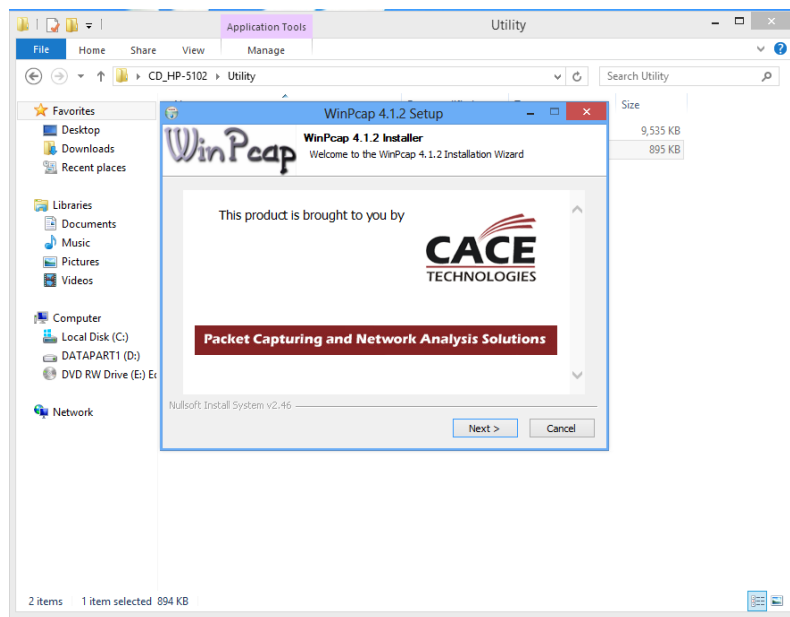 Application Tools
Utility
File
Home
Share
View
Manage
CD_HP-5102
Utility
Search Utility
Favorites
Desktop
Downloads
Recent places
Libraries
Documents
Music
Pictures
Videos
Computer
Local Disk (C:)
DATAPART1 (D:)
DVD RW Drive (E:)
Network
Size
9,535 KB
895 KB
WinPcap 4.1.2 Setup
WinPcap
WinPcap 4.1.2 Installer
Welcome to the WinPcap 4.1.2 Installation Wizard
This product is brought to you by
CACE
TECHNOLOGIES
Packet Capturing and Network Analysis Solutions
Nullsoft Install System v2.46
Next >
Cancel
2 items 1 item selected 894 KB